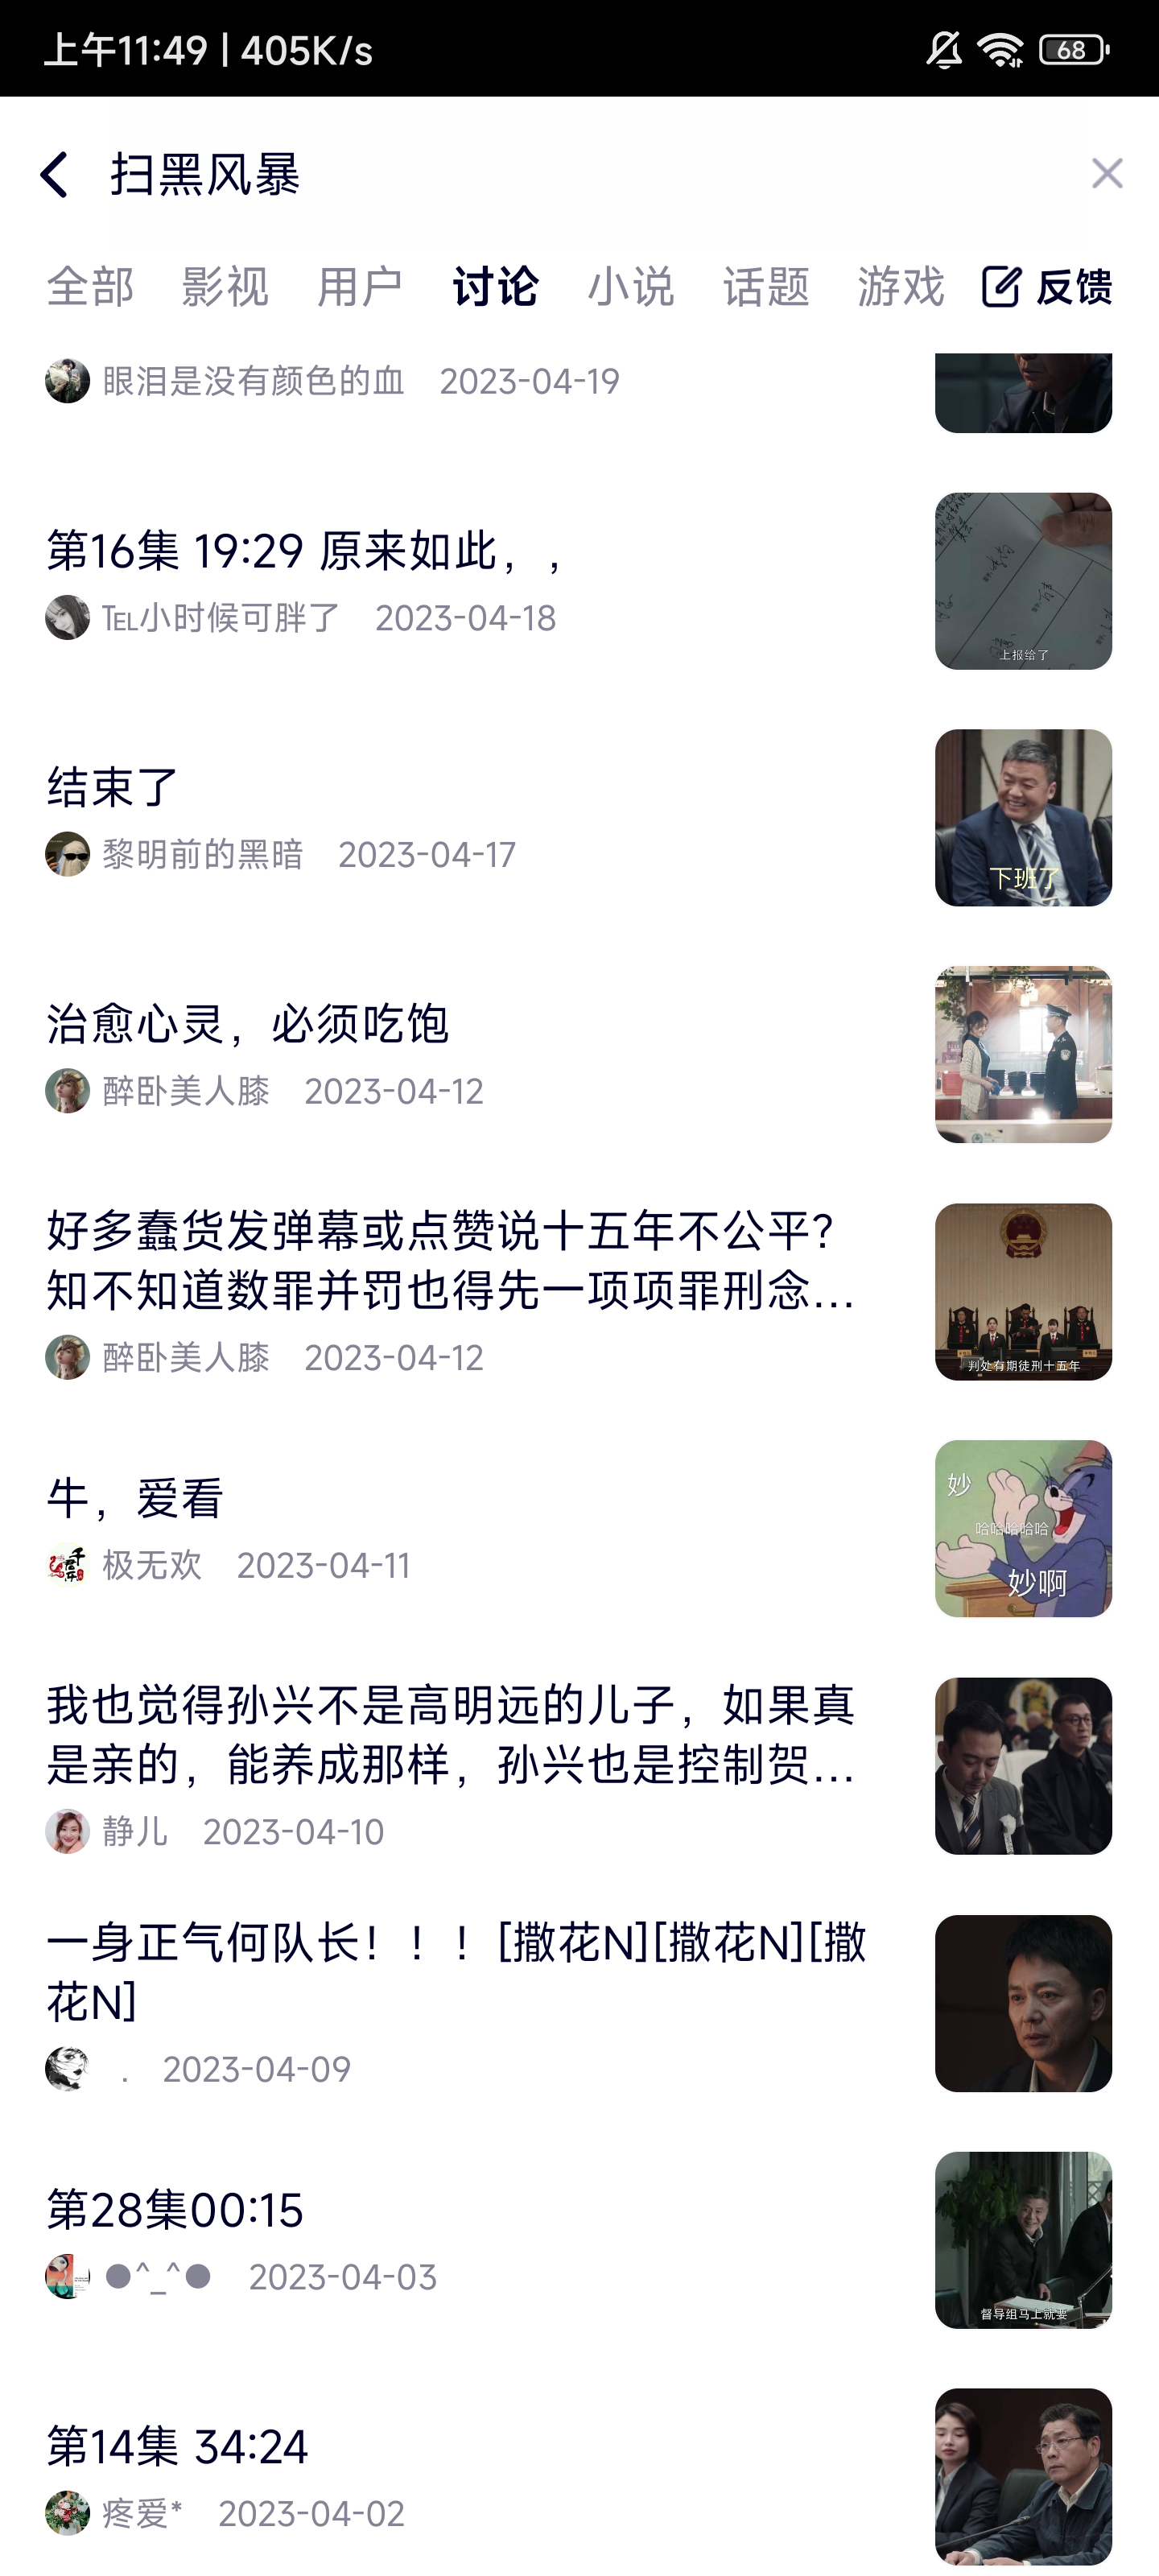 上午11:49 | 405K/s
68
扫黑风暴
全部 影视 用户 讨论 小说 话题 游戏 反馈
眼泪是没有颜色的血 2023-04-19
第16集 19:29 原来如此，，
℡小时候可胖了 2023-04-18
上报给了
结束了
黎明前的黑暗 2023-04-17
下班了
治愈心灵，必须吃饱
醉卧美人膝 2023-04-12
好多蠢货发弹幕或点赞说十五年不公平？
知不知道数罪并罚也得先一项项罪刑念...
醉卧美人膝 2023-04-12
判处有期徒刑十五年
牛，爱看
极无欢 2023-04-11
妙
哈哈哈哈哈
妙啊
我也觉得孙兴不是高明远的儿子，如果真
是亲的，能养成那样，孙兴也是控制贺...
静儿 2023-04-10
一身正气何队长！！！[撒花N][撒花N][撒
花N]
. 2023-04-09
第28集00:15
●^_^● 2023-04-03
督导组马上就要
第14集 34:24
疼爱* 2023-04-02